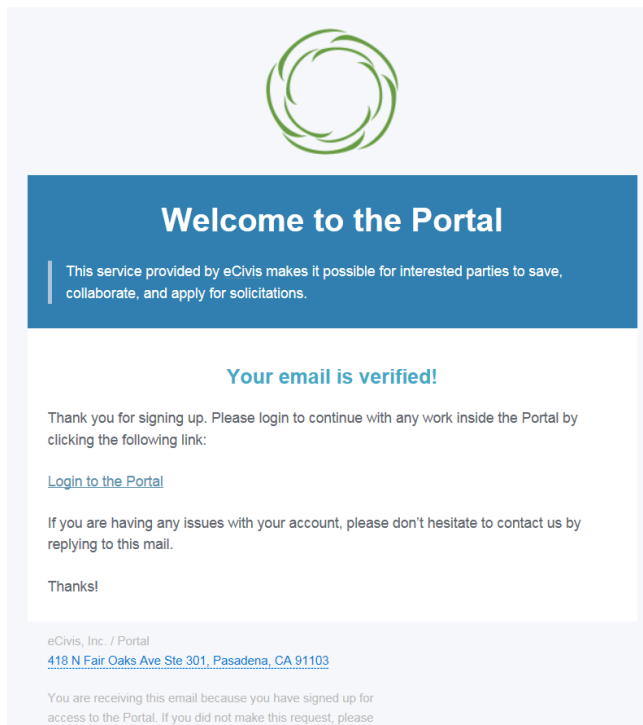 Welcome to the Portal
This service provided by eCivis makes it possible for interested parties to save,
collaborate, and apply for solicitations.
Your email is verified!
Thank you for signing up. Please login to continue with any work inside the Portal by
clicking the following link:
Login to the Portal
If you are having any issues with your account, please don't hesitate to contact us by
replying to this mail.
Thanks!
eCivis, Inc. / Portal
418 N Fair Oaks Ave Ste 301, Pasadena, CA 91103
You are receiving this email because you have signed up for
access to the Portal. If you did not make this request, please